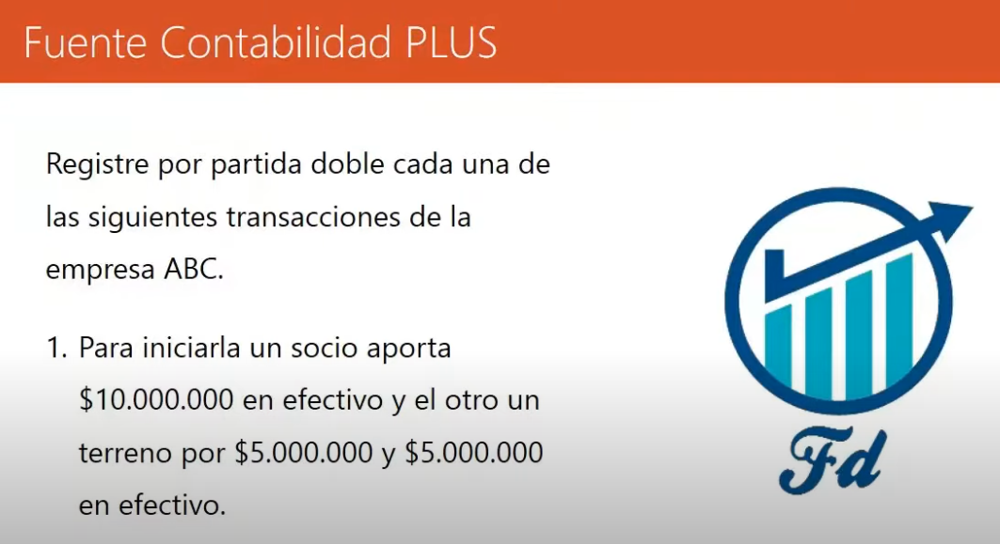 Fuente Contabilidad PLUS
Registre por partida doble cada una de
las siguientes transacciones de la
empresa ABC.
1. Para iniciarla un socio aporta
$10.000.000 en efectivo y el otro un
terreno por $5.000.000 y $5.000.000
en efectivo.
Fd